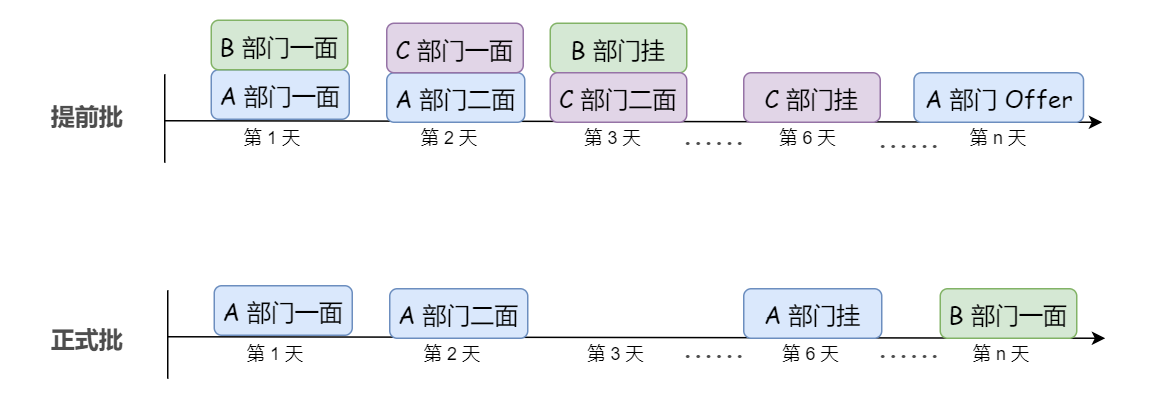 B 部门一面
C 部门一面
B 部门挂
提前批
A 部门一面
A 部门二面
C 部门二面
C 部门挂
A 部门 Offer
第 1 天
第 2 天
第 3 天
......
第 6 天
......
第 n 天
正式批
A 部门一面
A 部门二面
A 部门挂
B 部门一面
第 1 天
第 2 天
第 3 天
......
第 6 天
......
第 n 天